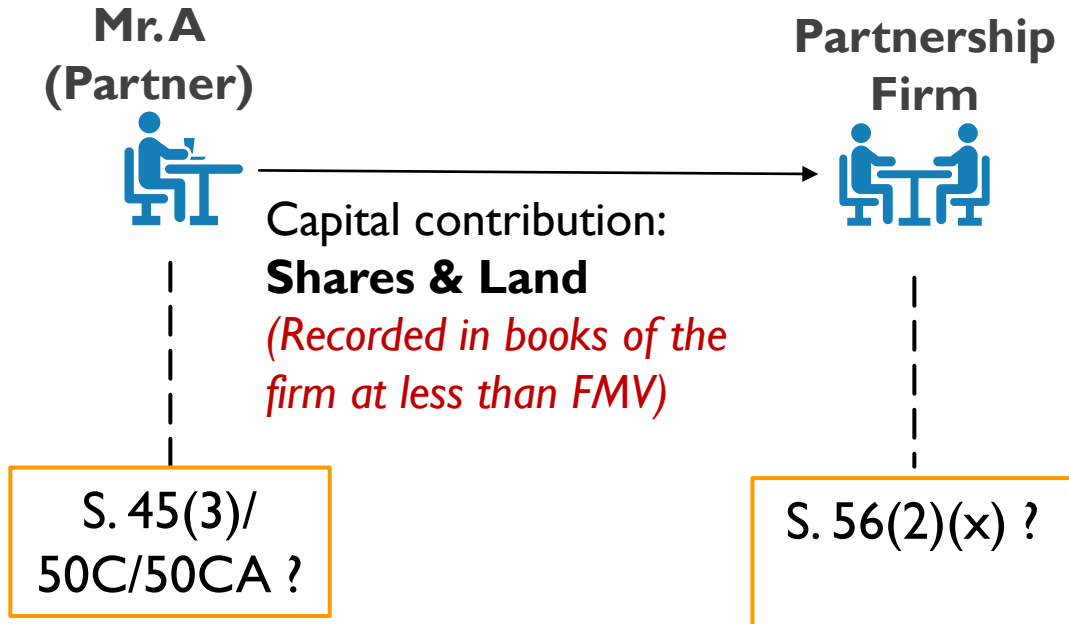 Mr. A
(Partner)
Partnership
Firm
Capital contribution:
Shares & Land
(Recorded in books of the
firm at less than FMV)
S. 45(3)/
50C/50CA ?
S. 56(2)(x) ?